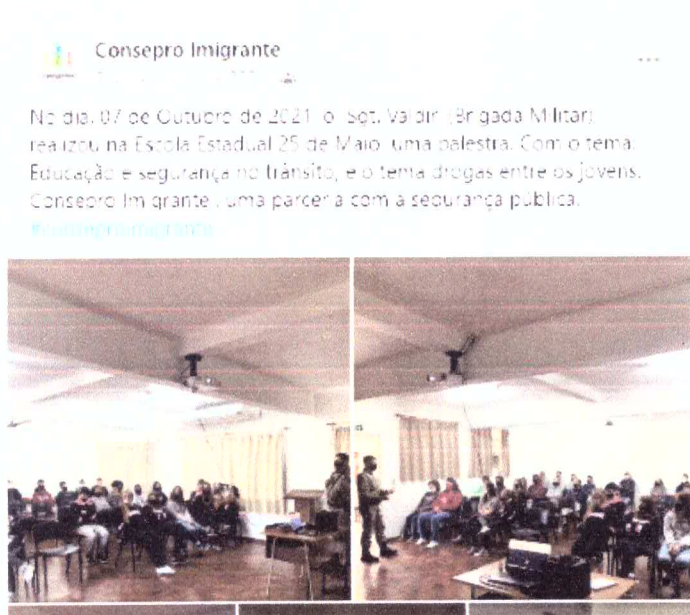 Consepro Imigrante
No dia, 07 de Outubro de 2021 o Sgt. Valdir (Brigada Militar)
realizou na Escola Estadual 25 de Maio uma palestra. Com o tema:
Educação e segurança no trânsito, e o tema drogas entre os jovens.
Consepro Imigrante, uma parceria com a segurança pública.
#conseproimigrante